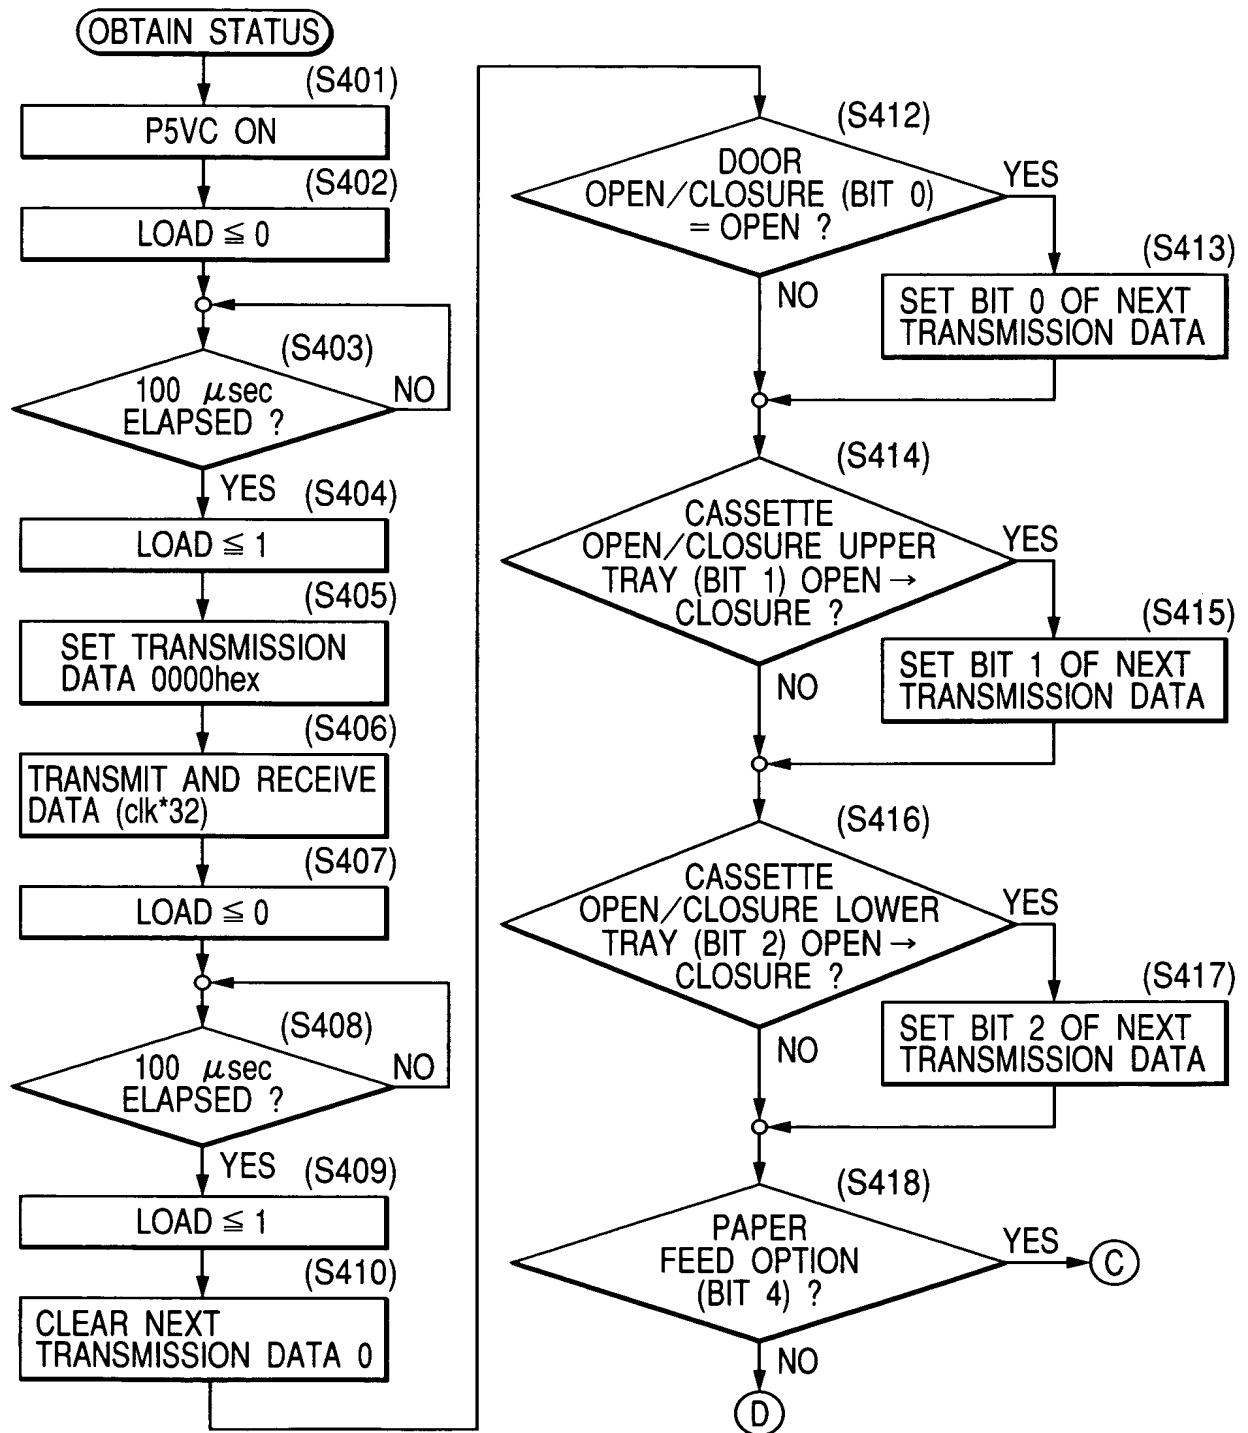 OBTAIN STATUS
(S401)
P5VC ON
(S402)
LOAD ≦ 0
(S403)
100 μsec
ELAPSED ?
NO
YES
(S404)
LOAD ≦ 1
(S405)
SET TRANSMISSION
DATA 0000hex
(S406)
TRANSMIT AND RECEIVE
DATA (clk*32)
(S407)
LOAD ≦ 0
(S408)
100 μsec
ELAPSED ?
NO
YES
(S409)
LOAD ≦ 1
(S410)
CLEAR NEXT
TRANSMISSION DATA 0
(S412)
DOOR
OPEN/CLOSURE (BIT 0)
= OPEN ?
YES
NO
(S413)
SET BIT 0 OF NEXT
TRANSMISSION DATA
(S414)
CASSETTE
OPEN/CLOSURE UPPER
TRAY (BIT 1) OPEN→
CLOSURE ?
YES
NO
(S415)
SET BIT 1 OF NEXT
TRANSMISSION DATA
(S416)
CASSETTE
OPEN/CLOSURE LOWER
TRAY (BIT 2) OPEN→
CLOSURE ?
YES
NO
(S417)
SET BIT 2 OF NEXT
TRANSMISSION DATA
(S418)
PAPER
FEED OPTION
(BIT 4) ?
YES
C
NO
D